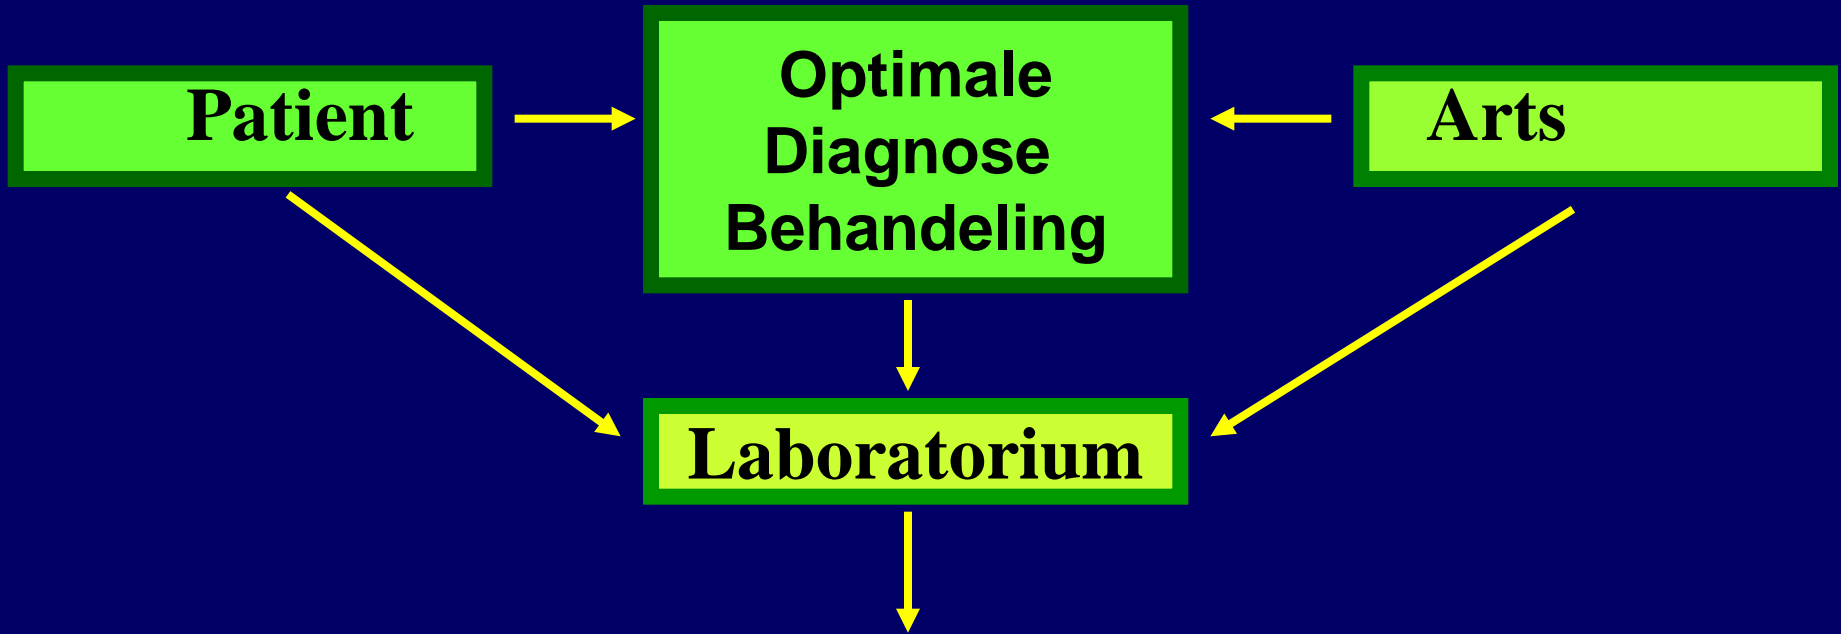 Patient
Optimale
Diagnose
Behandeling
Arts
Laboratorium